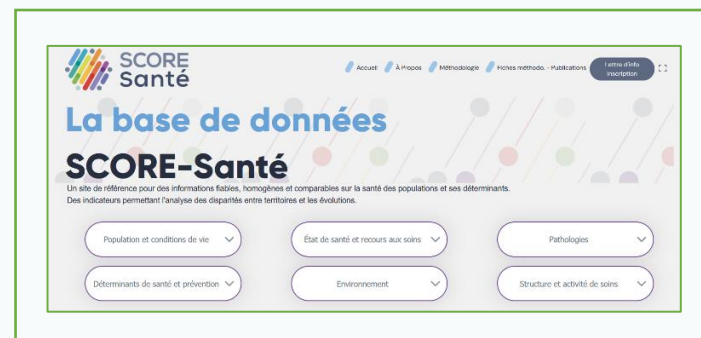 SCORE
Santé
Accueil À Propos Méthodologie Fiches méthodo. - Publications
Lettre d'info
inscription
La base de données
SCORE-Santé
Un site de référence pour des informations fiables, homogènes et comparables sur la santé des populations et ses déterminants.
Des indicateurs permettant l'analyse des disparités entre territoires et les évolutions.
Population et conditions de vie État de santé et recours aux soins Pathologies
Déterminants de santé et prévention Environnement Structure et activité de soins